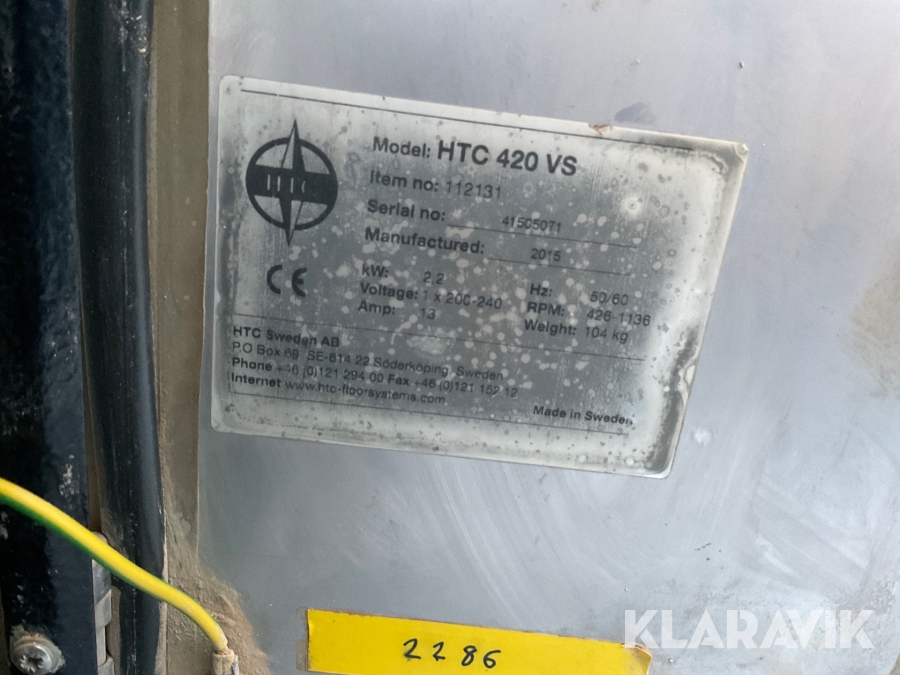 HTC
Model: HTC 420 VS
Item no: 112131
Serial no: 41505071
Manufactured: 2015
kW: 2,2 Hz: 50/60
Voltage: 1 x 200-240 RPM: 426-1136
Amp: 13 Weight: 104 kg
CE
HTC Sweden AB
P.O Box 69 SE-614 22 Söderköping, Sweden
Phone +46 (0)121 294 00 Fax +46 (0)121 152 12
Internet www.htc-floorsystems.com
Made in Sweden
2286
KLARAVIK